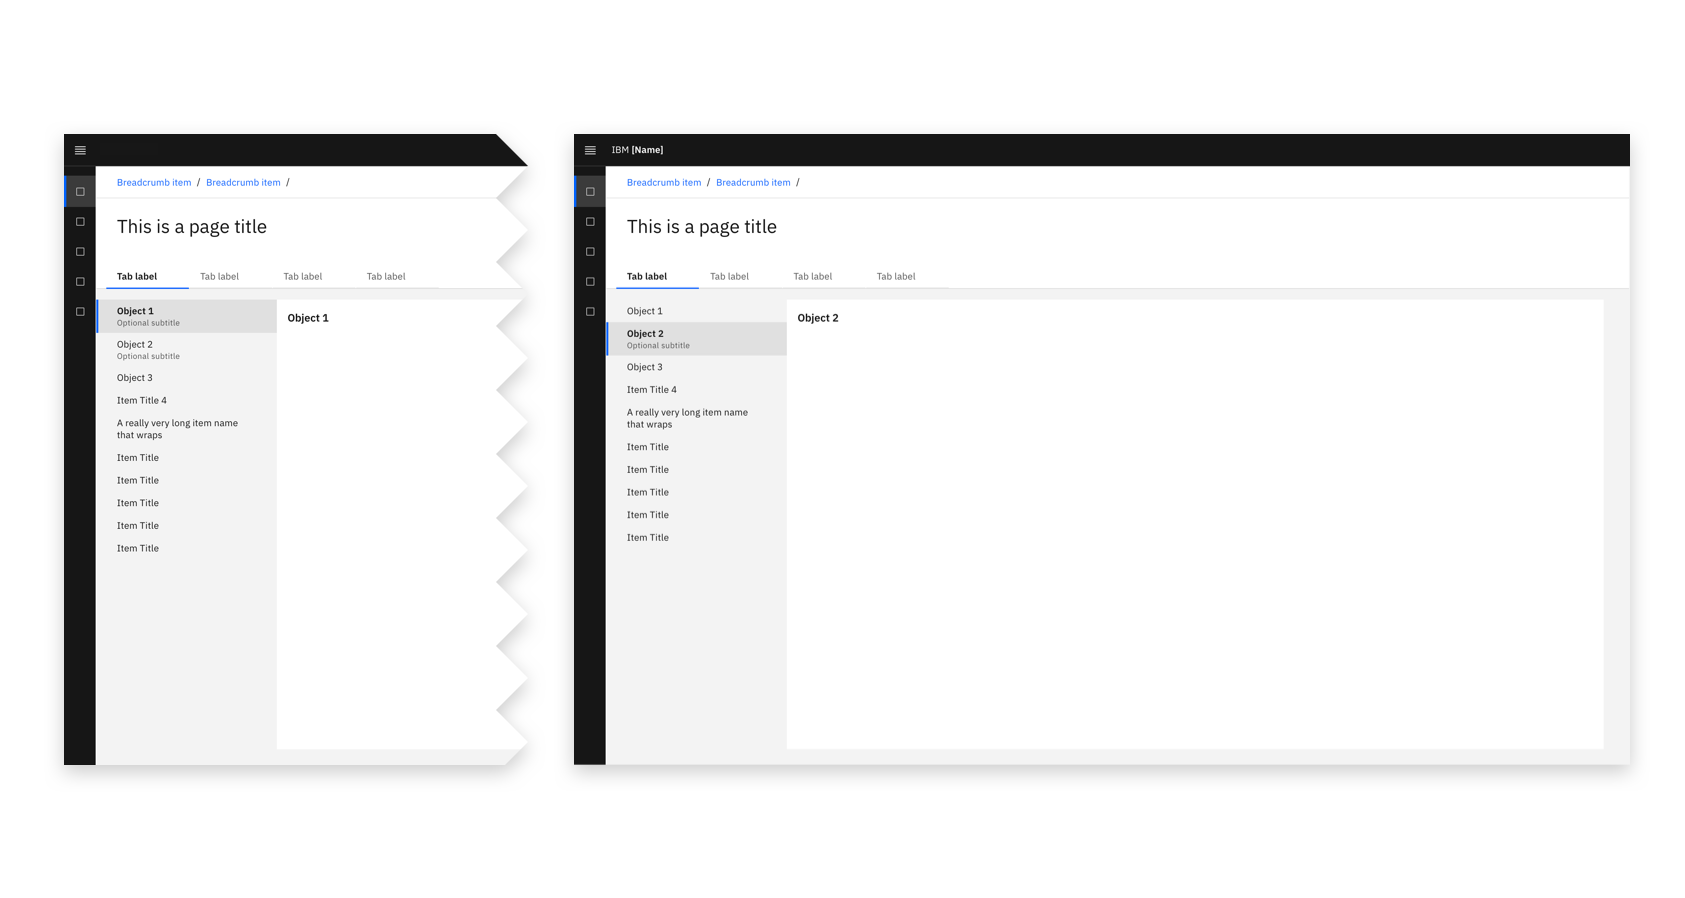 Breadcrumb item / Breadcrumb item /
This is a page title
Tab label Tab label Tab label Tab label
Object 1
Optional subtitle
Object 2
Optional subtitle
Object 3
Item Title 4
A really very long item name
that wraps
Item Title
Item Title
Item Title
Item Title
Item Title
Object 1
IBM [Name]
Breadcrumb item / Breadcrumb item /
This is a page title
Tab label Tab label Tab label Tab label
Object 1
Object 2
Optional subtitle
Object 3
Item Title 4
A really very long item name
that wraps
Item Title
Item Title
Item Title
Item Title
Item Title
Object 2